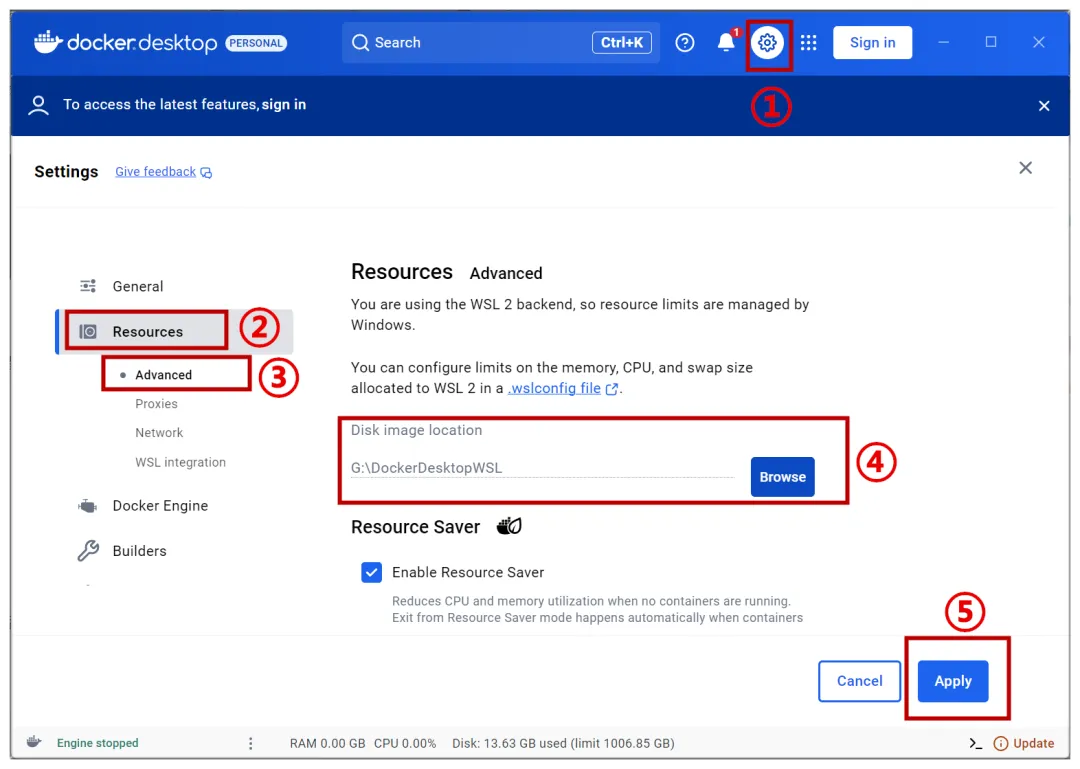 docker.desktop PERSONAL
Search
Ctrl+K
1
Sign in
①
To access the latest features, sign in
Settings
Give feedback
General
Resources
②
Advanced
③
Proxies
Network
WSL integration
Docker Engine
Builders
Resources Advanced
You are using the WSL 2 backend, so resource limits are managed by
Windows.
You can configure limits on the memory, CPU, and swap size
allocated to WSL 2 in a .wslconfig file.
Disk image location
G:\DockerDesktopWSL
Browse
④
Resource Saver
Enable Resource Saver
Reduces CPU and memory utilization when no containers are running.
Exit from Resource Saver mode happens automatically when containers
⑤
Cancel
Apply
Engine stopped
RAM 0.00 GB CPU 0.00% Disk: 13.63 GB used (limit 1006.85 GB)
>_
Update